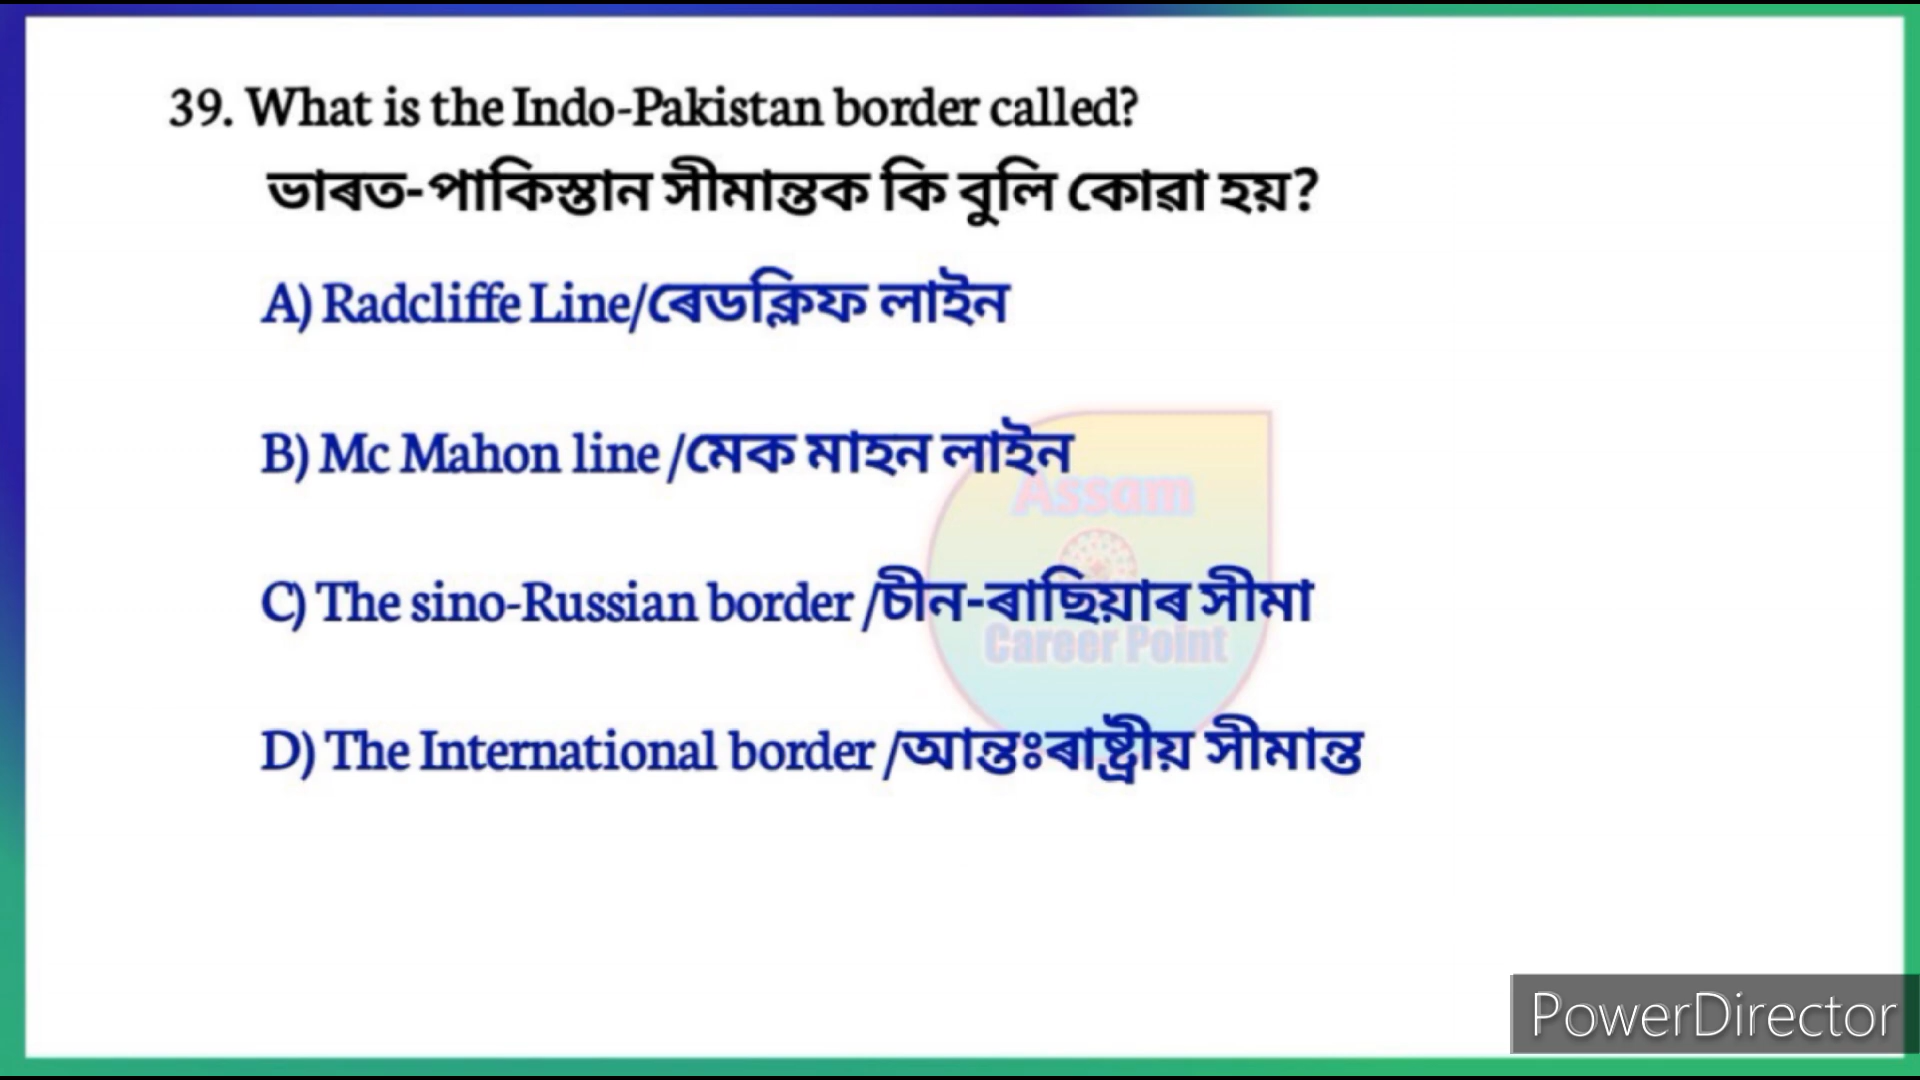 39. What is the Indo-Pakistan border called?
ভাৰত-পাকিস্তান সীমান্তক কি বুলি কোৱা হয়?
A) Radcliffe Line/ৰেডক্লিফ লাইন
B) Mc Mahon line /মেক মাহন লাইন
Assam
C) The sino-Russian border /চীন-ৰাছিয়াৰ সীমা
Career Point
D) The International border /আন্তঃৰাষ্ট্ৰীয় সীমান্ত
PowerDirector